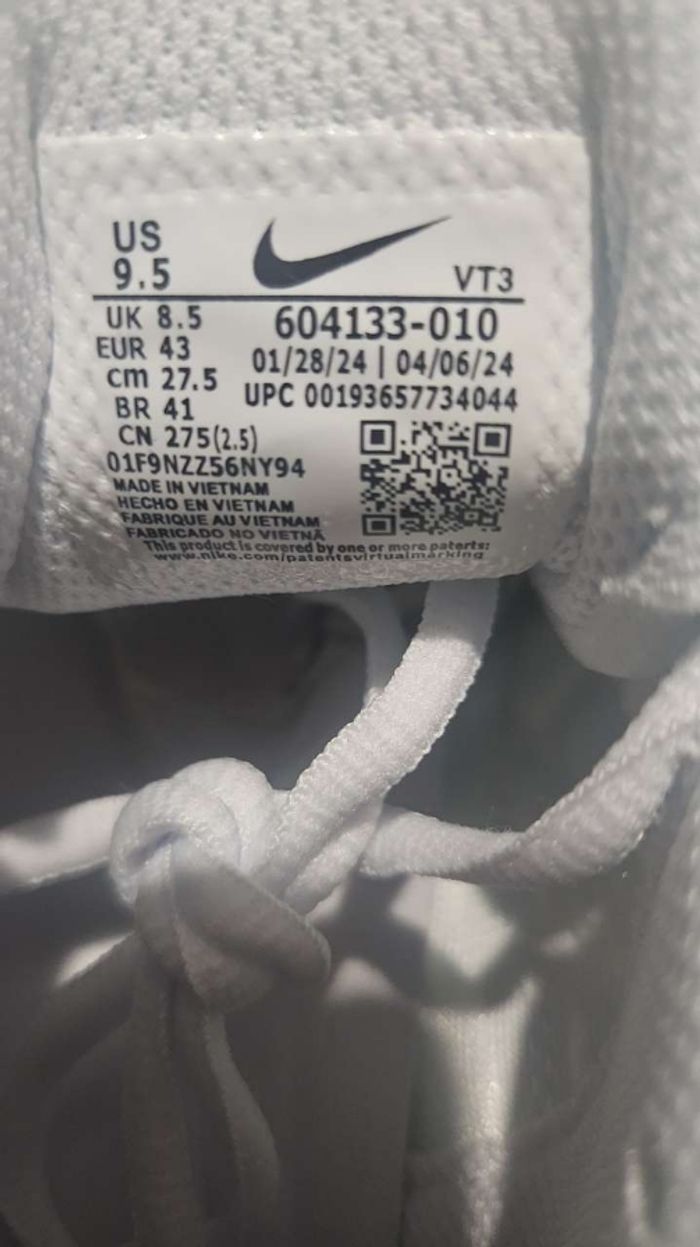 US
9.5
VT3
UK 8.5
604133-010
EUR 43
01/28/24 | 04/06/24
cm 27.5
UPC 00193657734044
BR 41
CN 275(2.5)
01F9NZZ56NY94
MADE IN VIETNAM
HECHO EN VIETNAM
FABRIQUE AU VIETNAM
FABRICADO NO VIETNÃ
This product is covered by one or more patents:
www.nike.com/patentsvirtualmarking